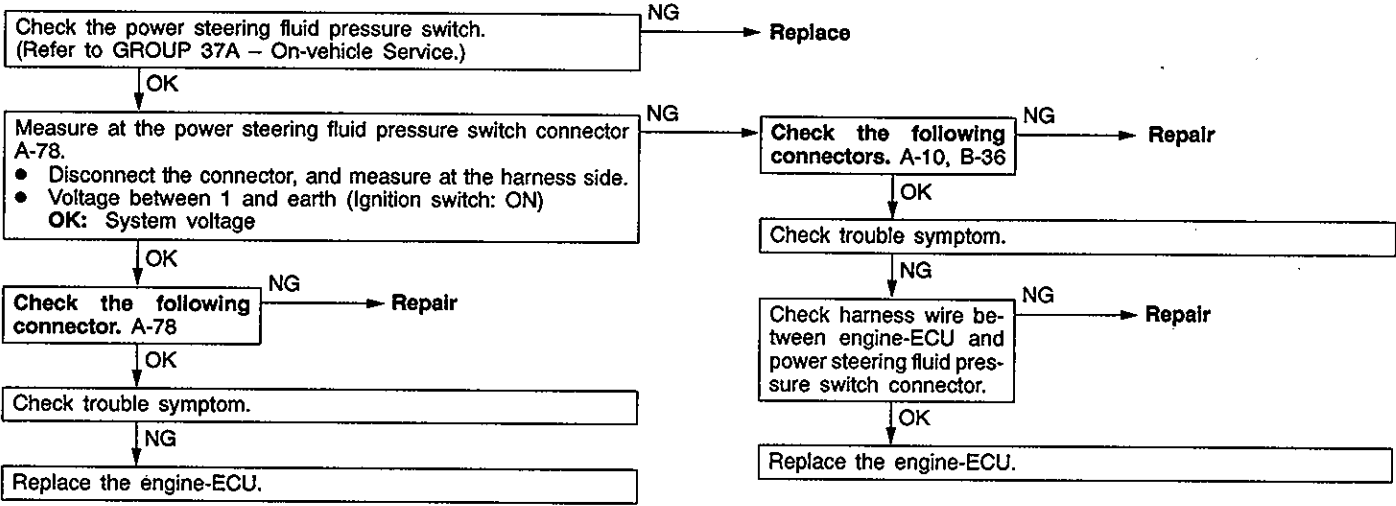 NG
Check the power steering fluid pressure switch.
(Refer to GROUP 37A – On-vehicle Service.)
Replace
OK
NG
Measure at the power steering fluid pressure switch connector
A-78.
● Disconnect the connector, and measure at the harness side.
● Voltage between 1 and earth (Ignition switch: ON)
OK: System voltage
Check the following
connectors. A-10, B-36
NG
Repair
OK
Check trouble symptom.
OK
NG
Check the following
connector. A-78
NG
Repair
Check harness wire be-
tween engine-ECU and
power steering fluid pres-
sure switch connector.
NG
Repair
OK
Check trouble symptom.
OK
NG
Replace the engine-ECU.
Replace the engine-ECU.